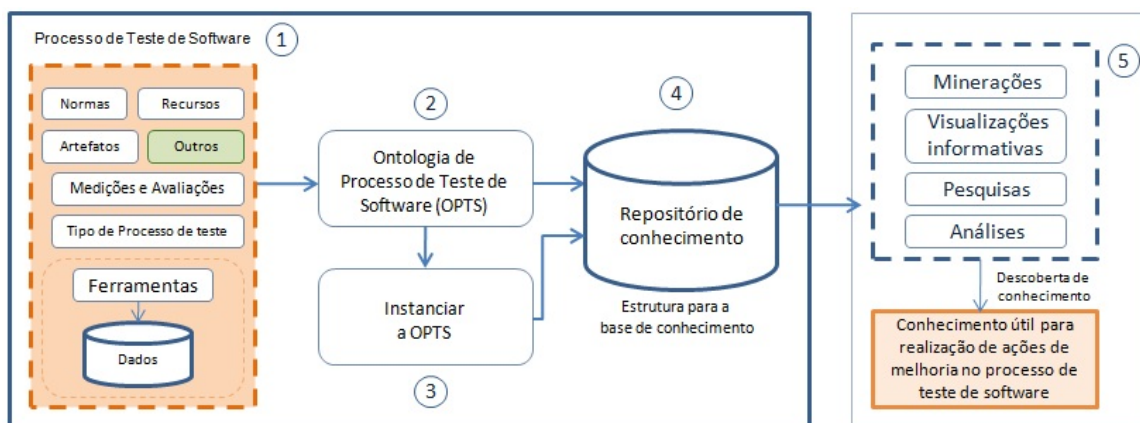 Processo de Teste de Software
1
Normas
Recursos
Artefatos
Outros
Medições e Avaliações
Tipo de Processo de teste
Ferramentas
Dados
2
Ontologia de
Processo de Teste de
Software (OPTS)
Instanciar
a OPTS
3
4
Repositório de
conhecimento
Estrutura para a
base de conhecimento
5
Minerações
Visualizações
informativas
Pesquisas
Análises
Descoberta de
conhecimento
Conhecimento útil para
realização de ações de
melhoria no processo de
teste de software